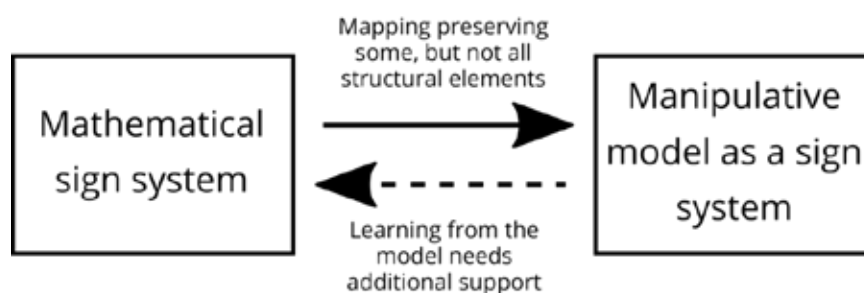 Mathematical
sign system
Mapping preserving
some, but not all
structural elements
Learning from the
model needs
additional support
Manipulative
model as a sign
system